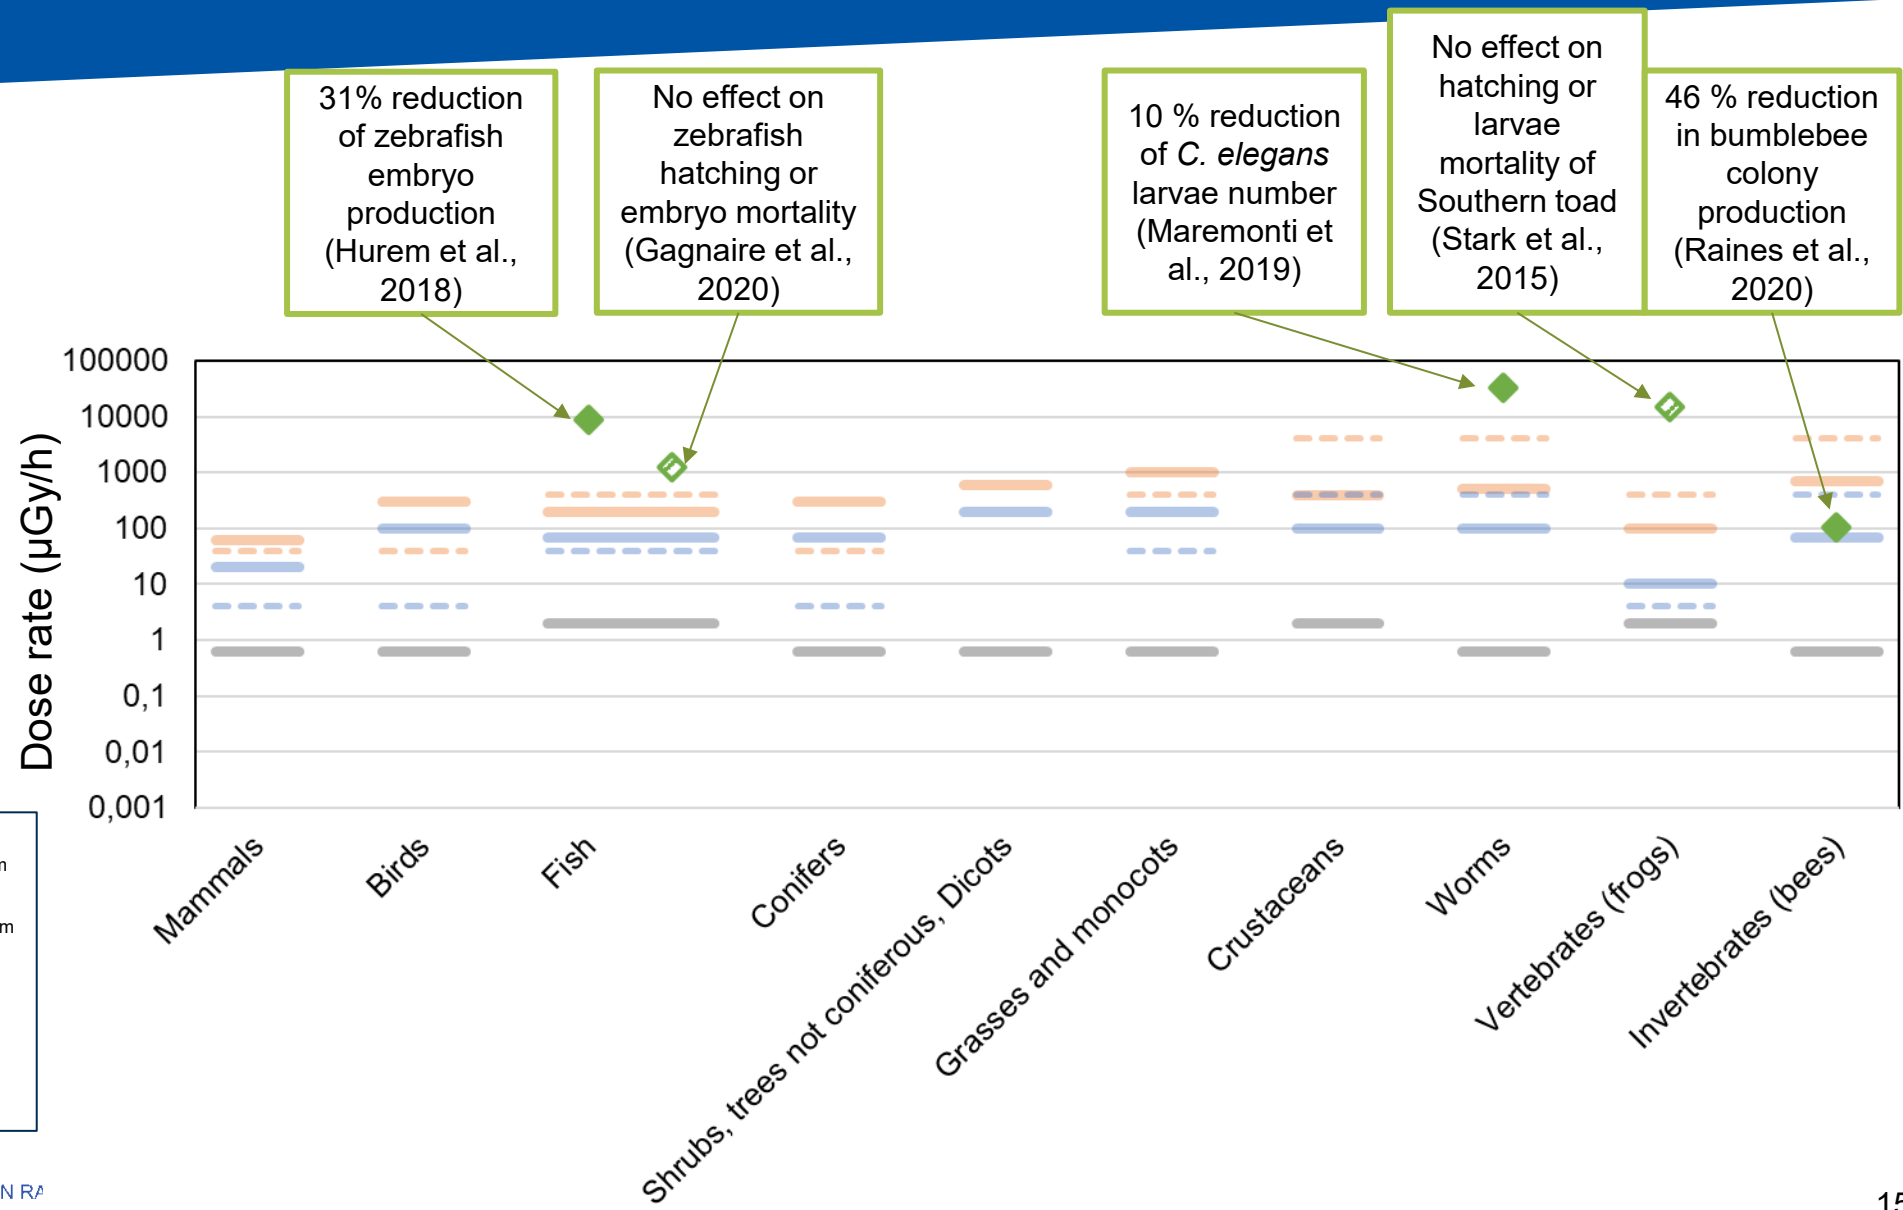 31% reduction
of zebrafish
embryo
production
(Hurem et al.,
2018)
No effect on
zebrafish
hatching or
embryo mortality
(Gagnaire et al.,
2020)
10 % reduction
of C. elegans
larvae number
(Maremonti et
al., 2019)
No effect on
hatching or
larvae
mortality of
Southern toad
(Stark et al.,
2015)
46 % reduction
in bumblebee
colony
production
(Raines et al.,
2020)
Dose rate (µGy/h)
100000
10000
1000
100
10
1
0,1
0,01
0,001
Mammals
Birds
Fish
Conifers
Shrubs, trees not coniferous, Dicots
Grasses and monocots
Crustaceans
Worms
Vertebrates (frogs)
Invertebrates (bees)
m
m
N RA
15